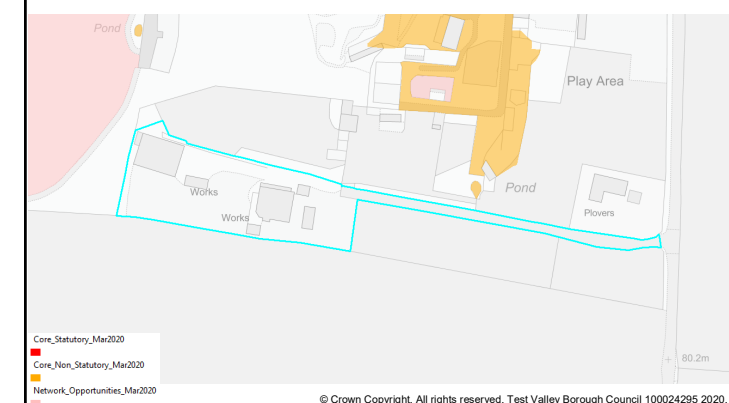 Pond
Play Area
Works
Works
Pond
Plovers
80.2m
Core_Statutory_Mar2020
Core_Non_Statutory_Mar2020
Network_Opportunities_Mar2020
© Crown Copyright. All rights reserved. Test Valley Borough Council 100024295 2020.